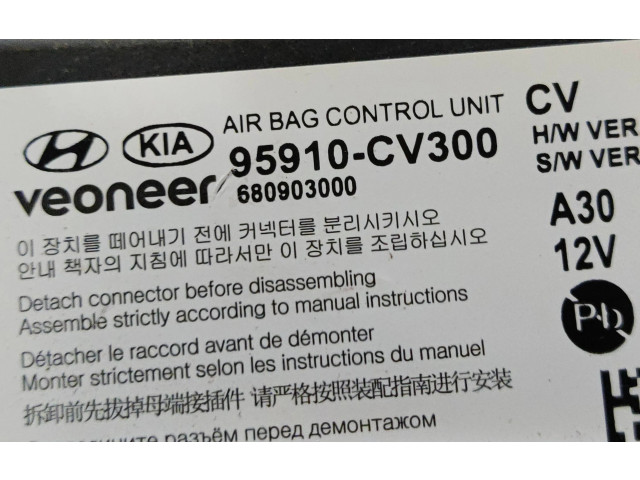 AIR BAG CONTROL UNIT
CV
KIA
95910-CV300
H/W VER
veoneer
680903000
S/W VER
이 장치를 떼어내기 전에 커넥터를 분리시키시오
A30
안내 책자의 지침에 따라서만 이 장치를 조립하십시오
12V
Detach connector before disassembling
Assemble strictly according to manual instructions
Pb
Détacher le raccord avant de démonter
Monter strictement selon les instructions du manuel
拆卸前先拔掉母端接插件 请严格按照装配指南进行安装
разъём перед демонтажом